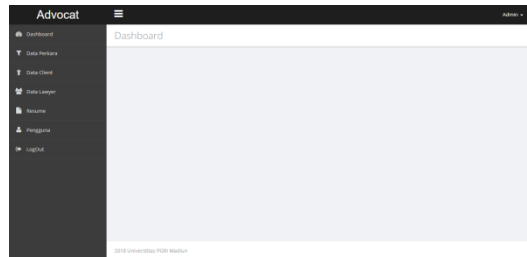 Advocat
Admin
Dashboard
Dashboard
Data Perkara
Data Client
Data Lawyer
Resume
Pengguna
LogOut
2018 Universitas PGRI Madiun